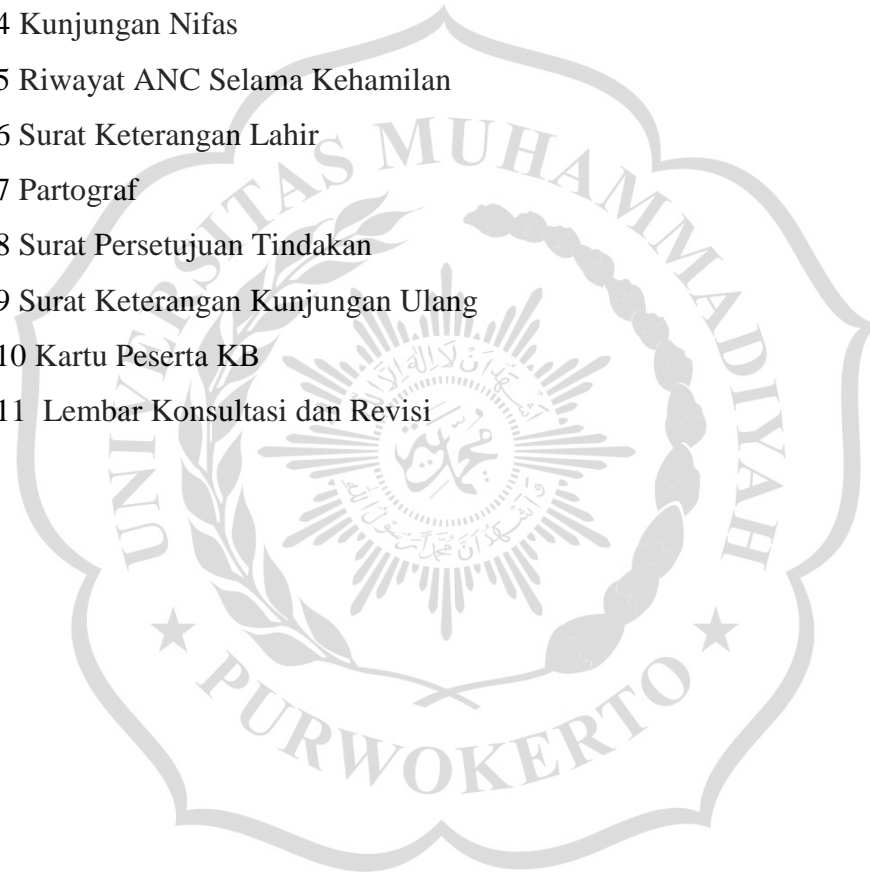 4 Kunjungan Nifas
5 Riwayat ANC Selama Kehamilan
6 Surat Keterangan Lahir
7 Partograf
8 Surat Persetujuan Tindakan
9 Surat Keterangan Kunjungan Ulang
10 Kartu Peserta KB
11 Lembar Konsultasi dan Revisi
UNIVERSITAS MUHAMMADIYAH
PURWOKERTO